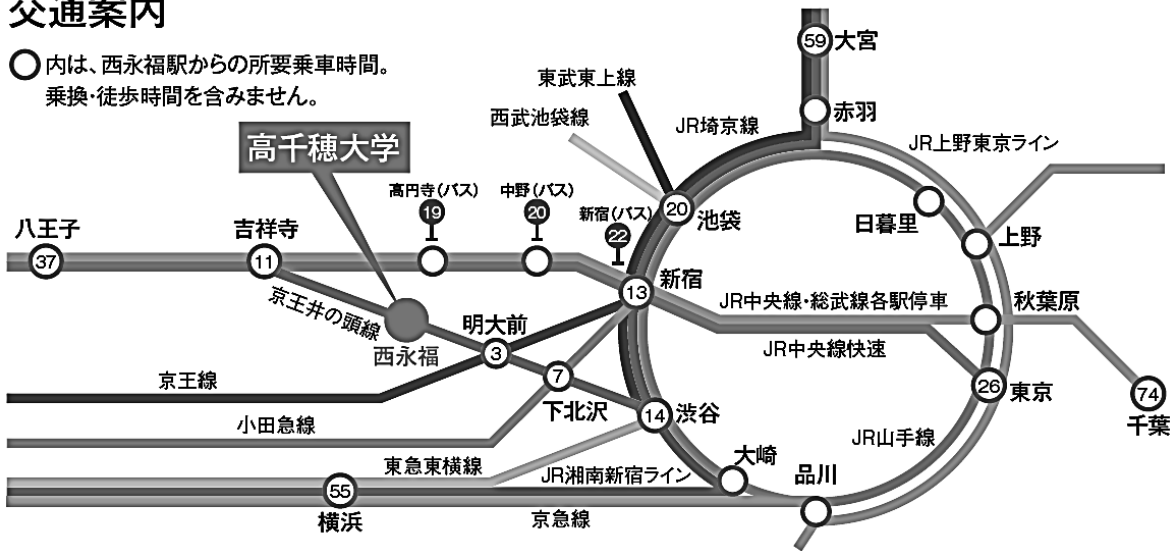 交通案内
○内は、西永福駅からの所要乗車時間。
乗換・徒歩時間を含みません。
高千穂大学
東武東上線
西武池袋線
JR埼京線
59 大宮
赤羽
JR上野東京ライン
高円寺(バス)
19
中野(バス)
20
新宿(バス)
22
20 池袋
日暮里
上野
八王子
37
吉祥寺
11
13 新宿
京王井の頭線
西永福
明大前
3
JR中央線・総武線各駅停車
秋葉原
JR中央線快速
京王線
7
下北沢
26 東京
74
千葉
小田急線
14 渋谷
JR山手線
東急東横線
JR湘南新宿ライン
大崎
品川
55
横浜
京急線